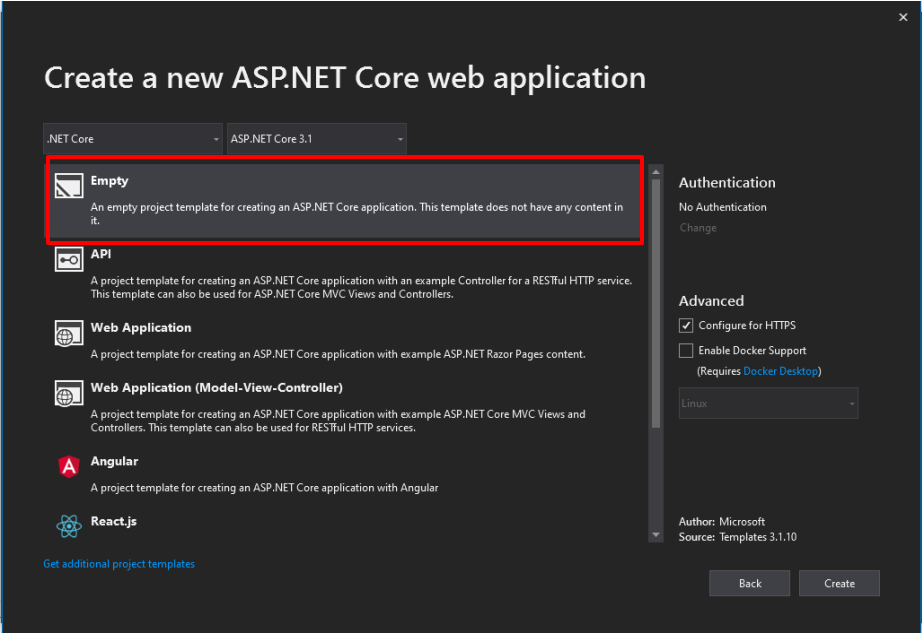 Create a new ASP.NET Core web application
.NET Core
ASP.NET Core 3.1
Empty
An empty project template for creating an ASP.NET Core application. This template does not have any content in
it.
API
A project template for creating an ASP.NET Core application with an example Controller for a RESTful HTTP service.
This template can also be used for ASP.NET Core MVC Views and Controllers.
Web Application
A project template for creating an ASP.NET Core application with example ASP.NET Razor Pages content.
Web Application (Model-View-Controller)
A project template for creating an ASP.NET Core application with example ASP.NET Core MVC Views and
Controllers. This template can also be used for RESTful HTTP services.
Angular
A project template for creating an ASP.NET Core application with Angular
React.js
Get additional project templates
Authentication
No Authentication
Change
Advanced
Configure for HTTPS
Enable Docker Support
(Requires Docker Desktop)
Linux
Author: Microsoft
Source: Templates 3.1.10
Back
Create